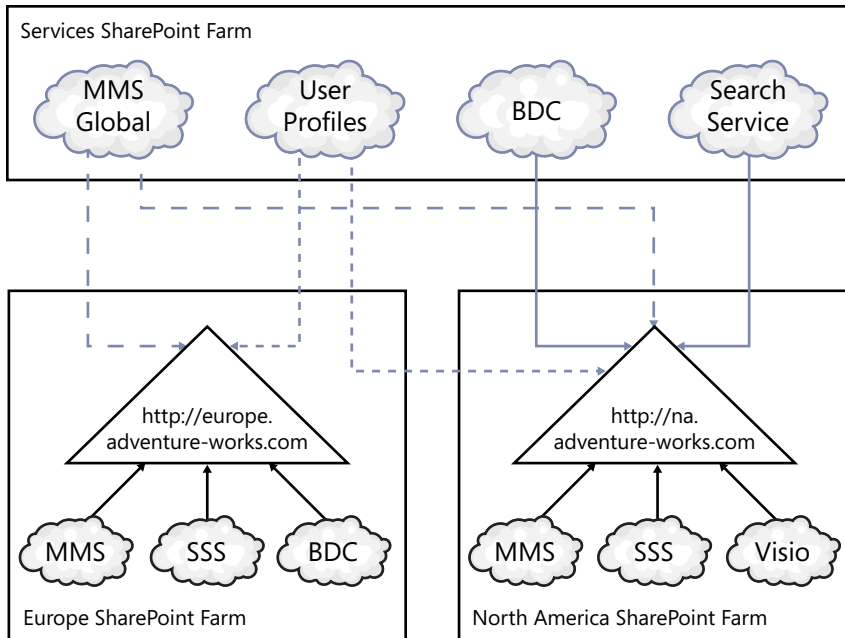 Services SharePoint Farm
MMS
Global
User
Profiles
BDC
Search
Service
http://europe.
adventure-works.com
MMS
SSS
BDC
Europe SharePoint Farm
http://na.
adventure-works.com
MMS
SSS
Visio
North America SharePoint Farm